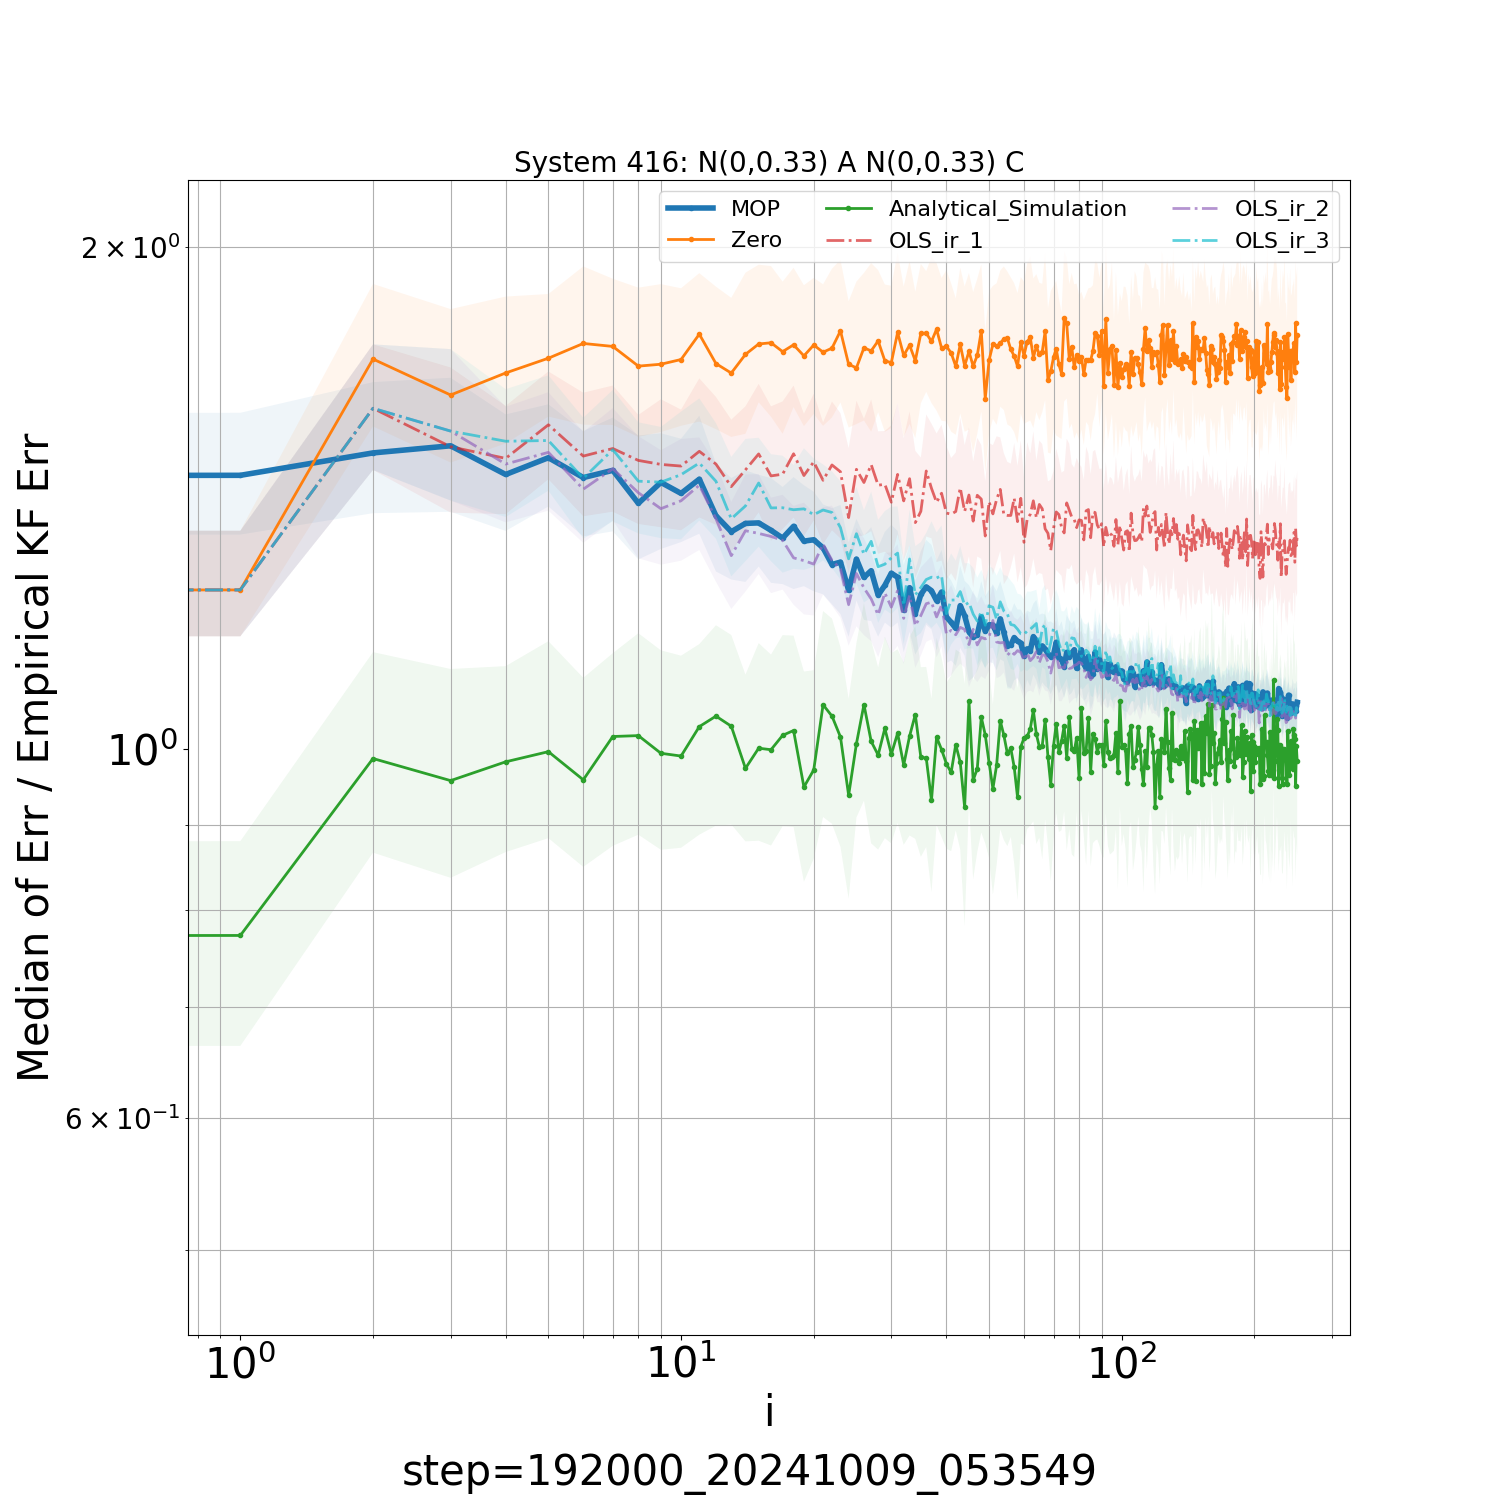 System 416: N(0,0.33) A N(0,0.33) C
MOP
Zero
Analytical_Simulation
OLS_ir_1
OLS_ir_2
OLS_ir_3
Median of Err / Empirical KF Err
2 × 10⁰
10⁰
6 × 10⁻¹
10⁰ 10¹ 10²
i
step=192000_20241009_053549